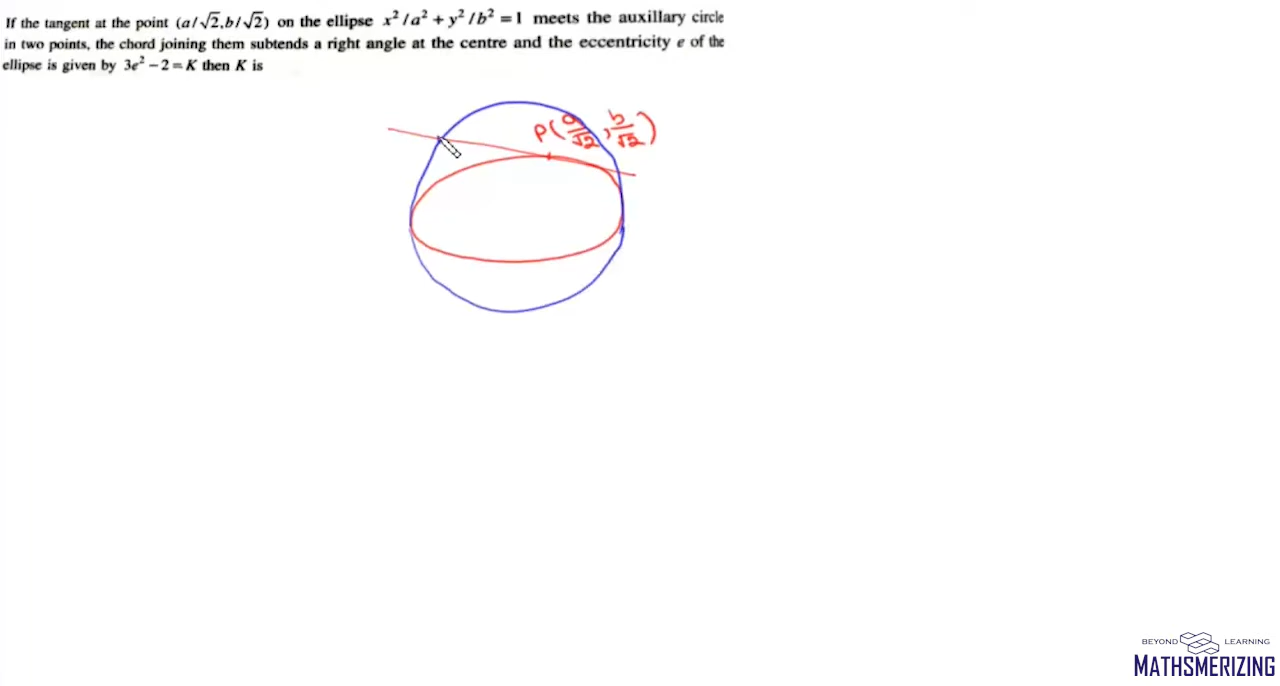 If the tangent at the point (a/√2,b/√2) on the ellipse x²/a² + y²/b² = 1 meets the auxillary circle
in two points, the chord joining them subtends a right angle at the centre and the eccentricity e of the
ellipse is given by 3e² – 2 = K then K is
P(a/√2, b/√2)
BEYOND LEARNING
MATHSMERIZING